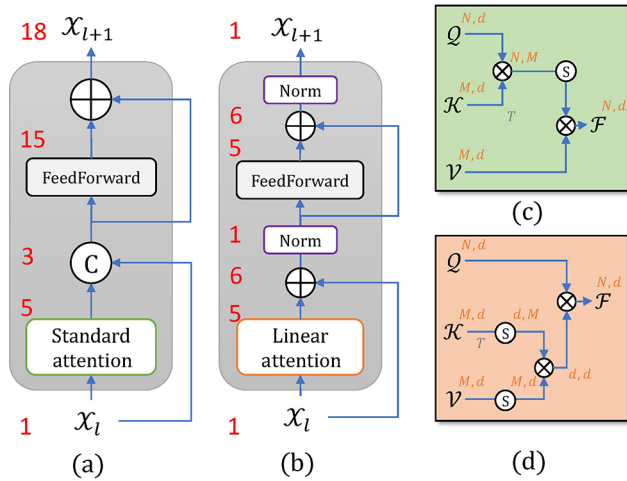 18 𝒳l+1
15
FeedForward
3 C
5
Standard
attention
1 𝒳l
(a)
1 𝒳l+1
Norm
6
5
FeedForward
1 Norm
6
5
Linear
attention
1 𝒳l
(b)
N, d
𝒬
N, M
S
M, d
𝒦
T
N, d
ℱ
M, d
𝒱
(c)
N, d
𝒬
N, d
ℱ
M, d
𝒦
T
S
d, M
M, d
𝒱
S
M, d
d, d
(d)